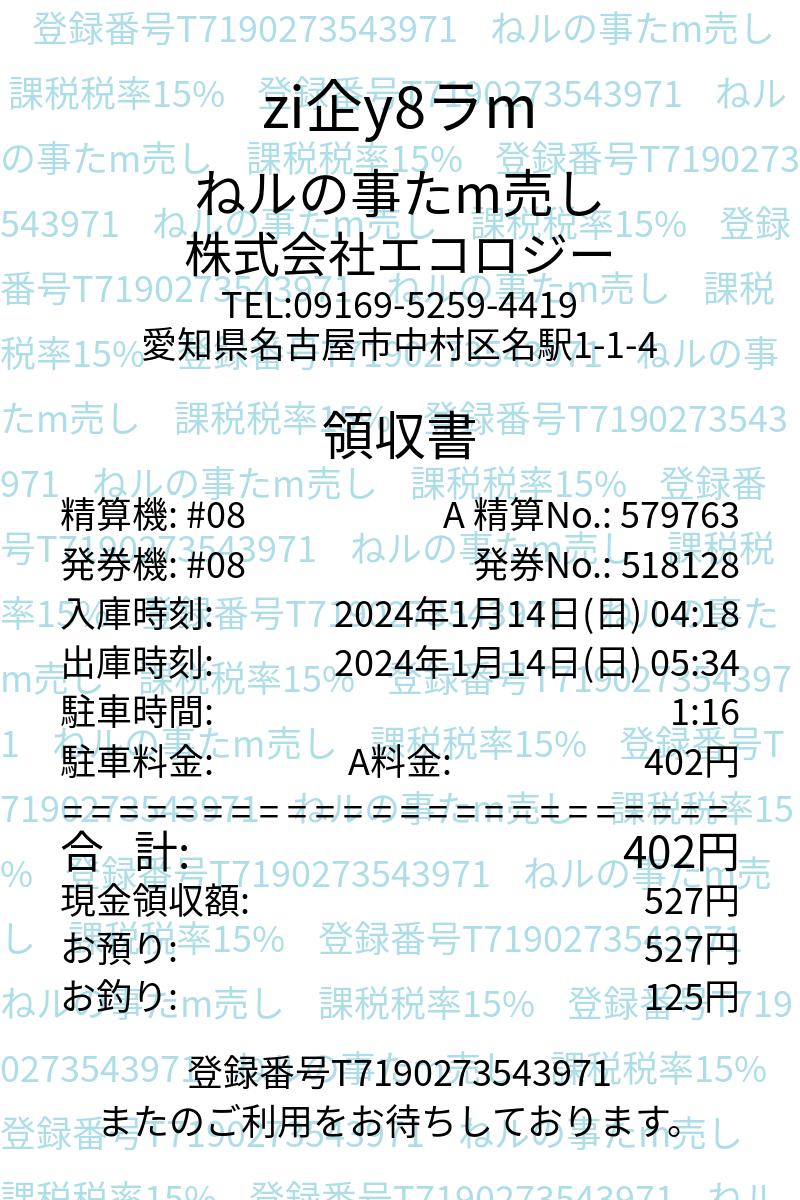 zi企y8ラm
ねルの事たm売し
株式会社エコロジー
TEL:09169-5259-4419
愛知県名古屋市中村区名駅1-1-4
領収書
精算機: #08 A 精算No.: 579763
発券機: #08 発券No.: 518128
入庫時刻: 2024年1月14日(日) 04:18
出庫時刻: 2024年1月14日(日) 05:34
駐車時間: 1:16
駐車料金: A料金: 402円
========================
合 計: 402円
現金領収額: 527円
お預り: 527円
お釣り: 125円
登録番号T7190273543971
またのご利用をお待ちしております。
登録番号T7190273543971 ねルの事たm売し
課税税率15% 登録番号T7190273543971 ねル
の事たm売し 課税税率15% 登録番号T7190273
543971 ねルの事たm売し 課税税率15% 登録
番号T7190273543971 ねルの事たm売し 課税
税率15% 登録番号T7190273543971 ねルの事
たm売し 課税税率15% 登録番号T7190273543
971 ねルの事たm売し 課税税率15% 登録番
号T7190273543971 ねルの事たm売し 課税税
率15% 登録番号T7190273543971 ねルの事た
m売し 課税税率15% 登録番号T719027354397
1 ねルの事たm売し 課税税率15% 登録番号T
7190273543971 ねルの事たm売し 課税税率15
% 登録番号T7190273543971 ねルの事たm売
し 課税税率15% 登録番号T7190273543971
ねルの事たm売し 課税税率15% 登録番号T719
0273543971 ねルの事たm売し 課税税率15%
登録番号T7190273543971 ねルの事たm売し
課税税率15% 登録番号T7190273543971 ねル